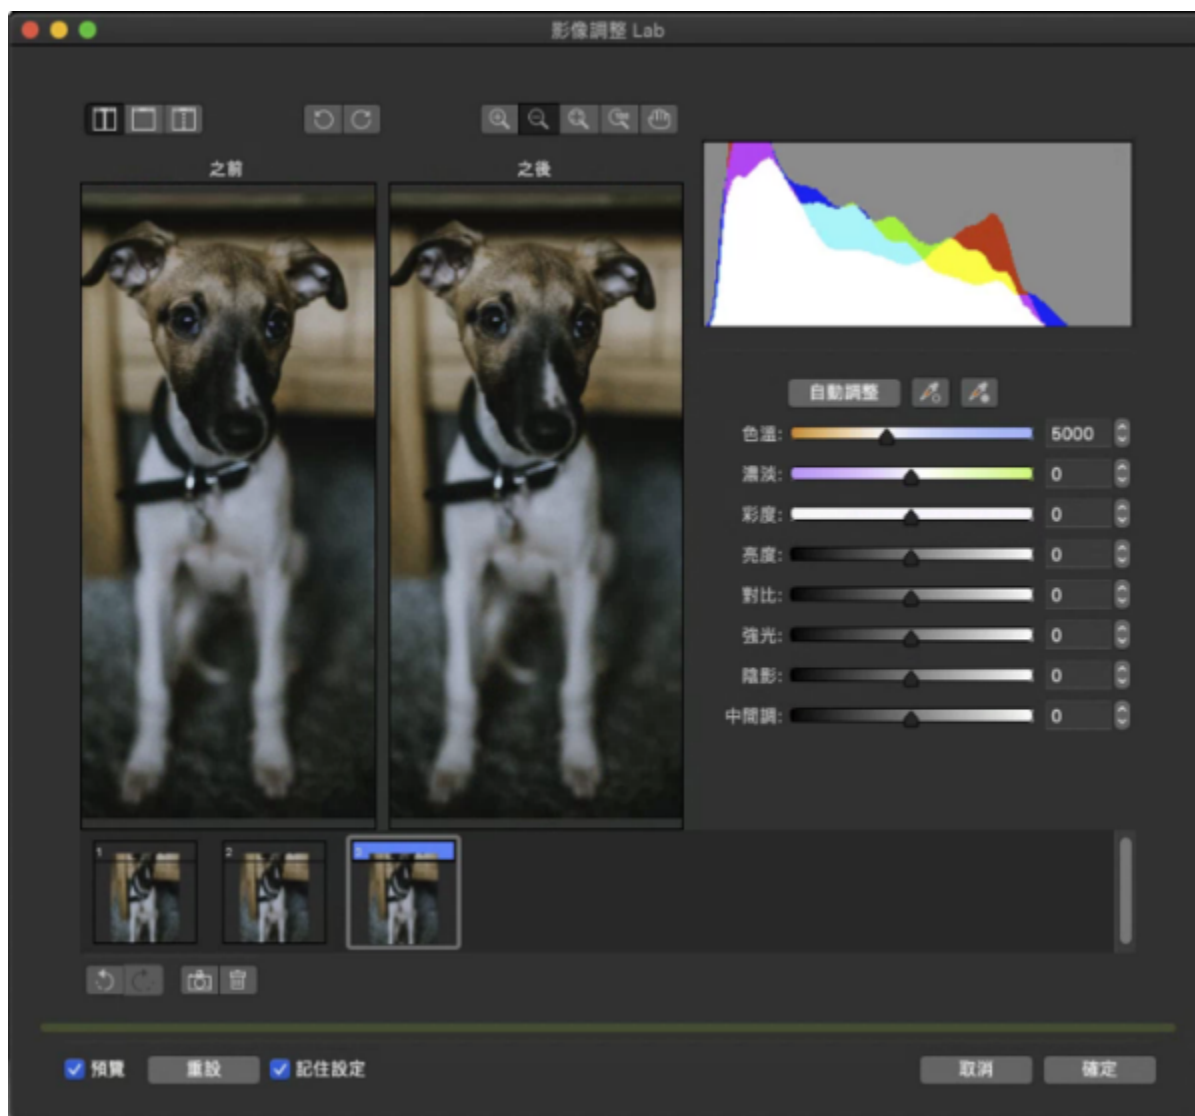 影像調整 Lab
之前
之後
自動調整
色溫: 5000
濃淡: 0
彩度: 0
亮度: 0
對比: 0
強光: 0
陰影: 0
中間調: 0
1
2
3
預覽
重設
記住設定
取消
確定